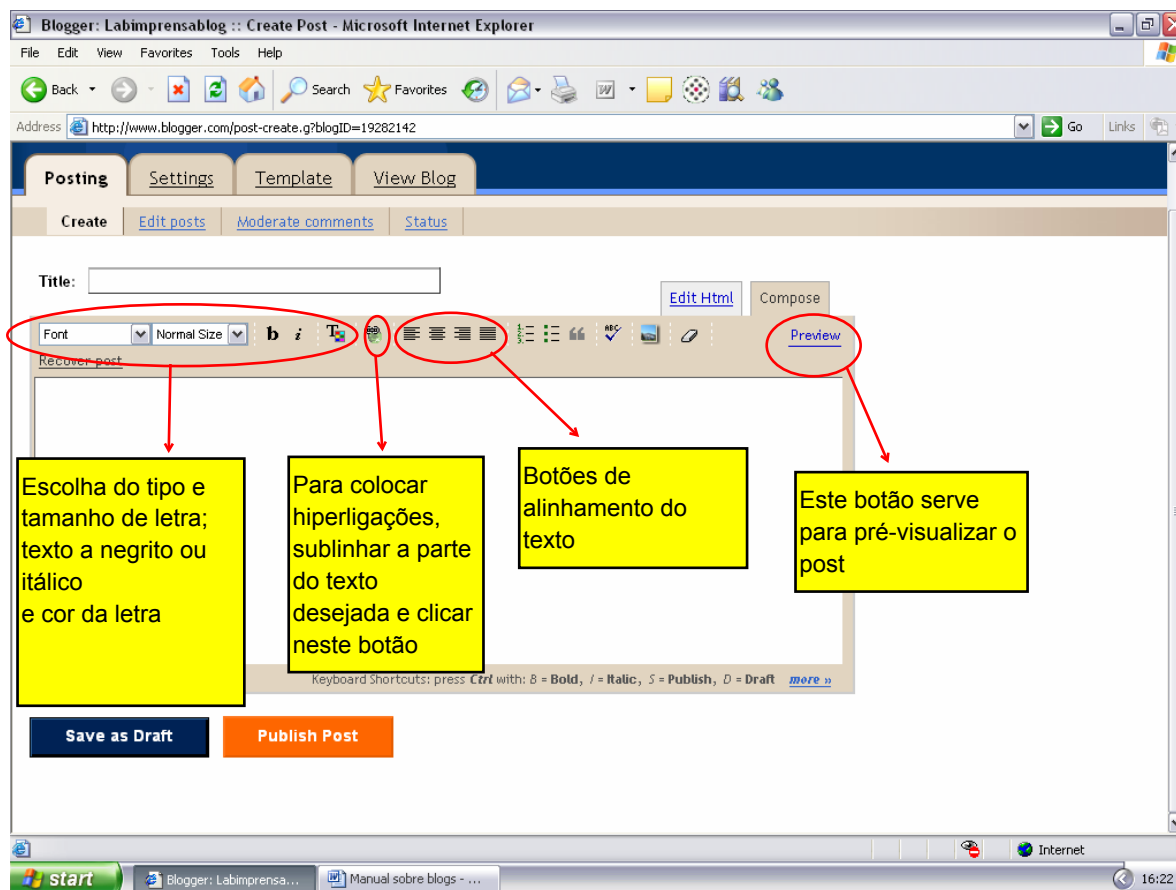 Blogger: Labimprensablog :: Create Post - Microsoft Internet Explorer
File Edit View Favorites Tools Help
Back Search Favorites
Address http://www.blogger.com/post-create.g?blogID=19282142 Go Links
Posting Settings Template View Blog
Create Edit posts Moderate comments Status
Title:
Edit Html Compose
Font Normal Size b i T ABC Preview
Recover post
Escolha do tipo e
tamanho de letra;
texto a negrito ou
itálico
e cor da letra
Para colocar
hiperligações,
sublinhar a parte
do texto
desejada e clicar
neste botão
Botões de
alinhamento do
texto
Este botão serve
para pré-visualizar o
post
Keyboard Shortcuts: press Ctrl with: B = Bold, I = Italic, S = Publish, D = Draft more »
Save as Draft Publish Post
Internet
start Blogger: Labimprensa... Manual sobre blogs - ... 16:22